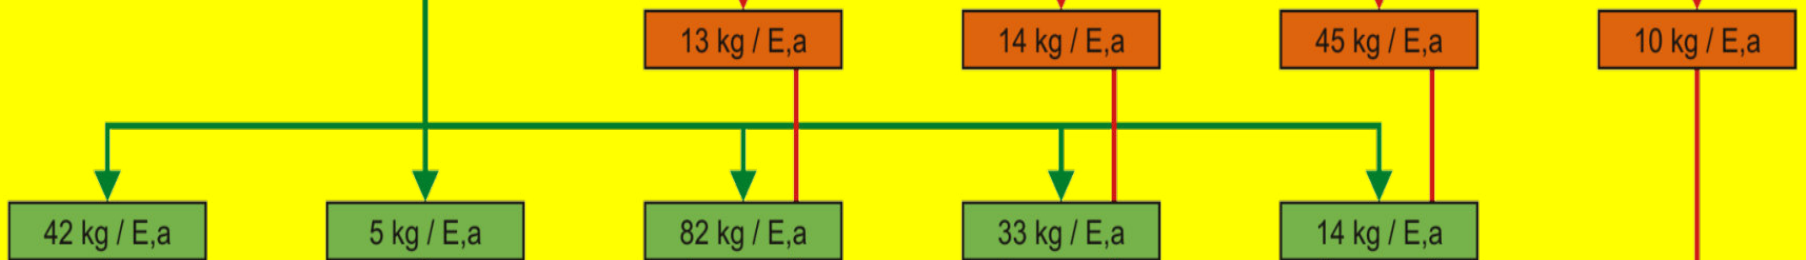 13 kg / E,a
14 kg / E,a
45 kg / E,a
10 kg / E,a
42 kg / E,a
5 kg / E,a
82 kg / E,a
33 kg / E,a
14 kg / E,a